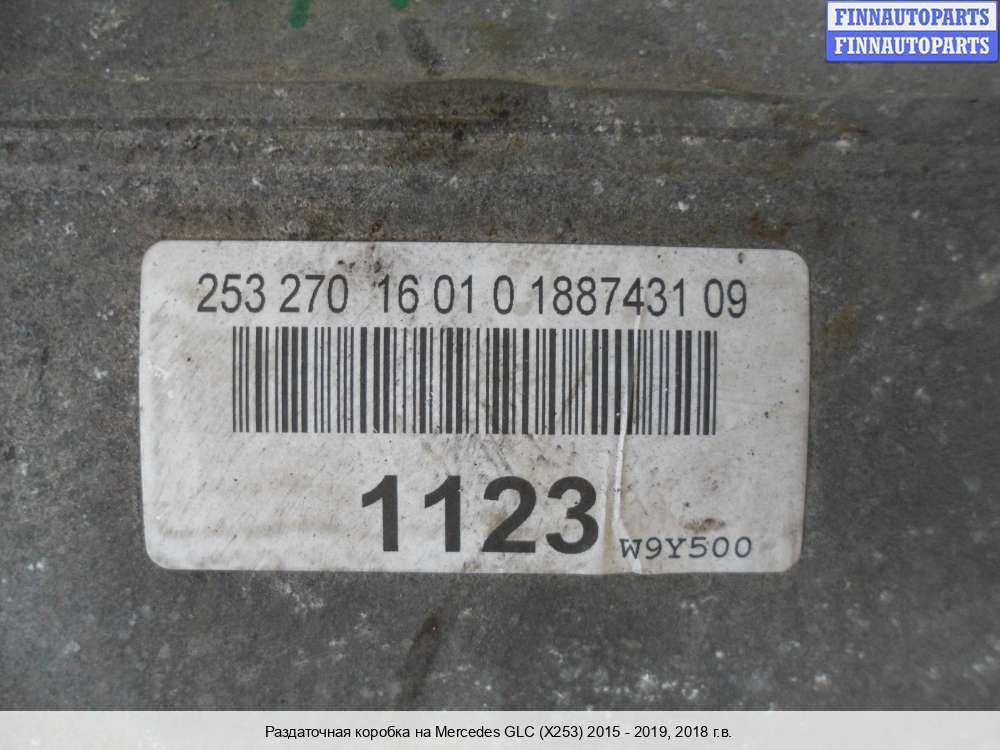 FINNAUTOPARTS
FINNAUTOPARTS
253 270 16 01 0 1887431 09
1123
W9Y500
Раздаточная коробка на Mercedes GLC (X253) 2015 - 2019, 2018 г.в.